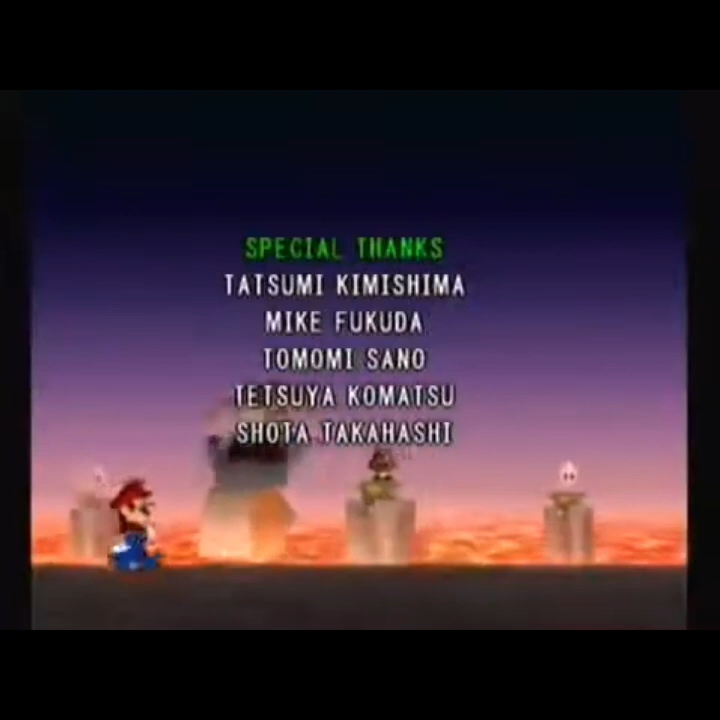 SPECIAL THANKS
TATSUMI KIMISHIMA
MIKE FUKUDA
TOMOMI SANO
TETSUYA KOMATSU
SHOTA TAKAHASHI